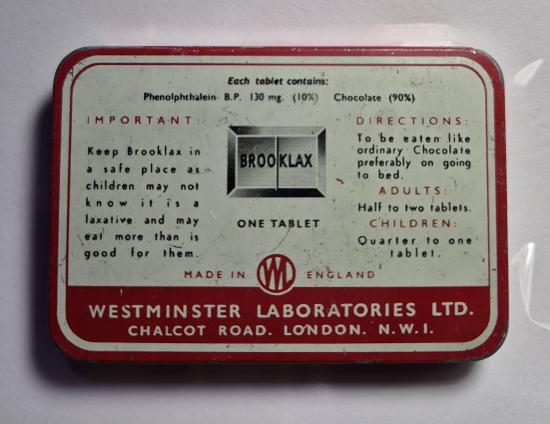 Each tablet contains:
Phenolphthalein B.P. 130 mg. (10%) Chocolate (90%)
IMPORTANT:
Keep Brooklax in
a safe place as
children may not
know it is a
laxative and may
eat more than is
good for them.
BROOKLAX
ONE TABLET
DIRECTIONS:
To be eaten like
ordinary Chocolate
preferably on going
to bed.
ADULTS:
Half to two tablets.
CHILDREN:
Quarter to one
tablet.
MADE IN WL ENGLAND
WESTMINSTER LABORATORIES LTD.
CHALCOT ROAD. LONDON. N.W.1.